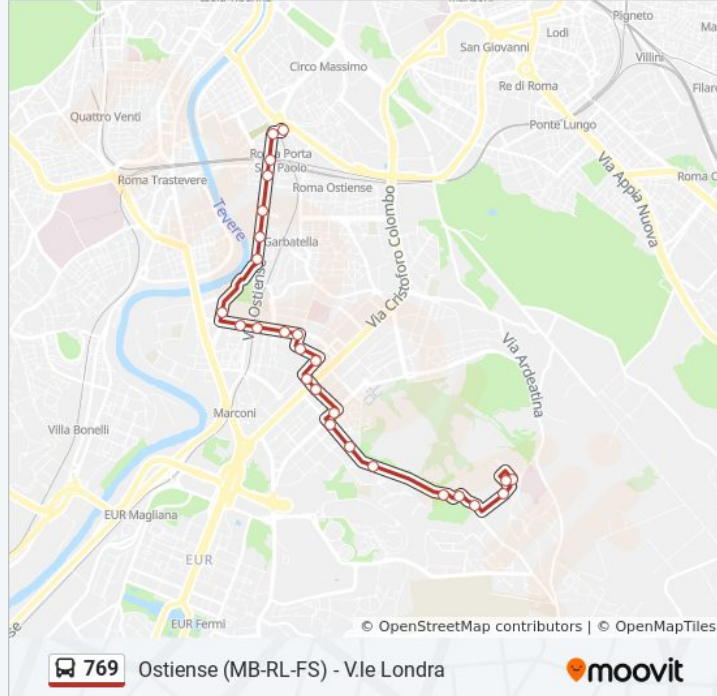 Pigneto
Lodi
San Giovanni
Villini
Circo Massimo
Re di Roma
Quattro Venti
Ponte Lungo
Via Appia Nuova
Roma Porta
San Paolo
Roma Trastevere
Roma Ostiense
Tevere
Garbatella
Via Cristoforo Colombo
Ostiense
Via Ardeatina
Marconi
Villa Bonelli
EUR Magliana
EUR
EUR Fermi
© OpenStreetMap contributors | © OpenMapTiles
769 Ostiense (MB-RL-FS) - V.le Londra
moovit